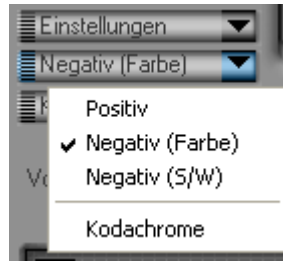 Einstellungen
Negativ (Farbe)
Positiv
Negativ (Farbe)
Negativ (S/W)
Kodachrome